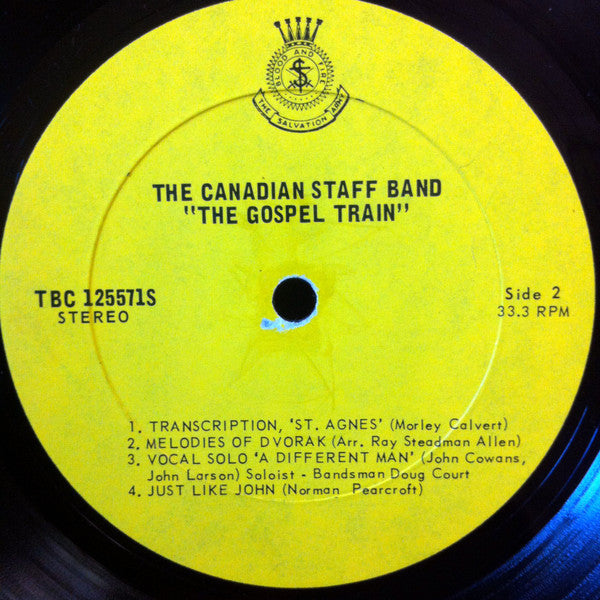 BLOOD AND FIRE
S
THE SALVATION ARMY
THE CANADIAN STAFF BAND
"THE GOSPEL TRAIN"
TBC 125571S
STEREO
Side 2
33.3 RPM
1. TRANSCRIPTION, 'ST. AGNES' (Morley Calvert)
2. MELODIES OF DVORAK (Arr. Ray Steadman Allen)
3. VOCAL SOLO 'A DIFFERENT MAN' (John Cowans,
John Larson) Soloist - Bandsman Doug Court
4. JUST LIKE JOHN (Norman Pearcroft)